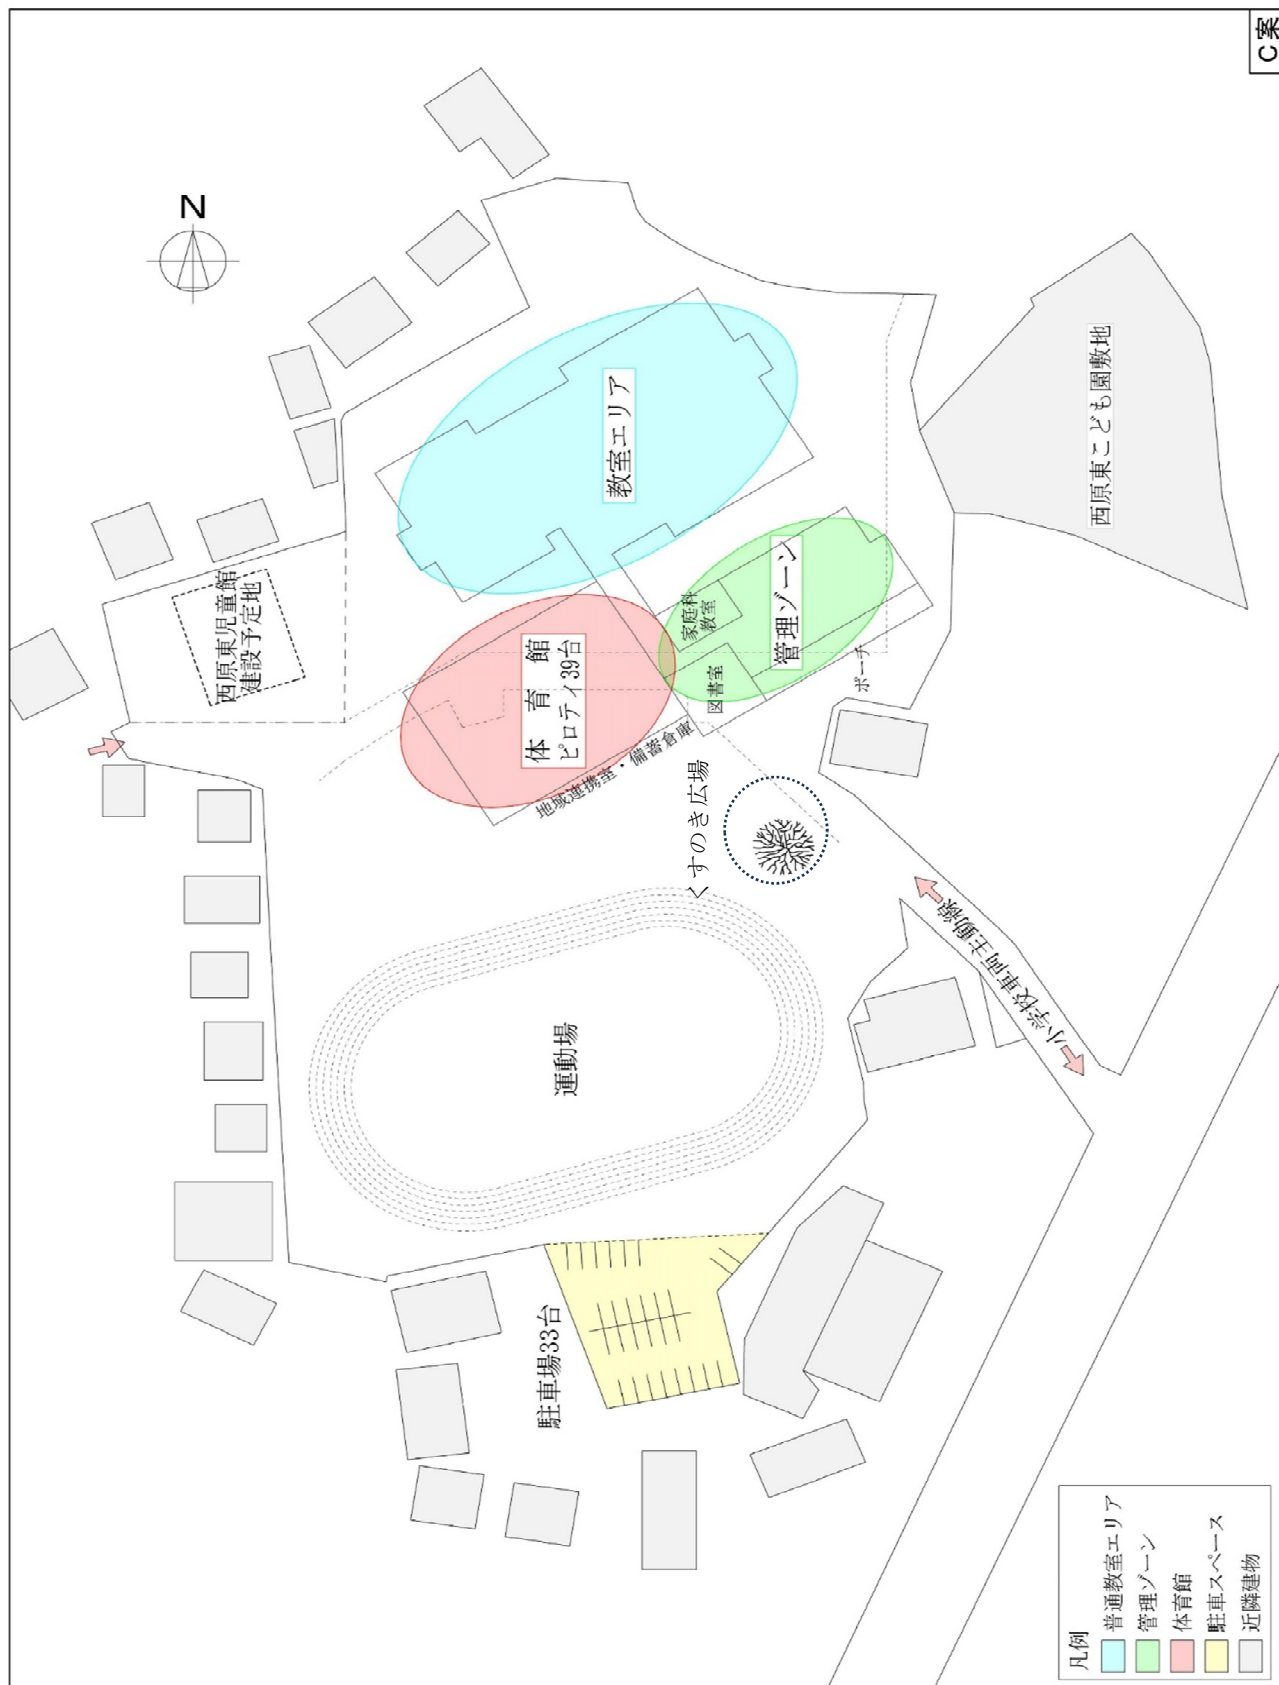 C案
N
西原東児童館
建設予定地
教室エリア
体 育 館
ピロティ39台
家庭科
教室
図書室
管理ゾーン
ポーチ
地域連携室・備蓄倉庫
くすのき広場
西原東こども園敷地
小学校車両主動線
運動場
駐車場33台
凡例
普通教室エリア
管理ゾーン
体育館
駐車スペース
近隣建物